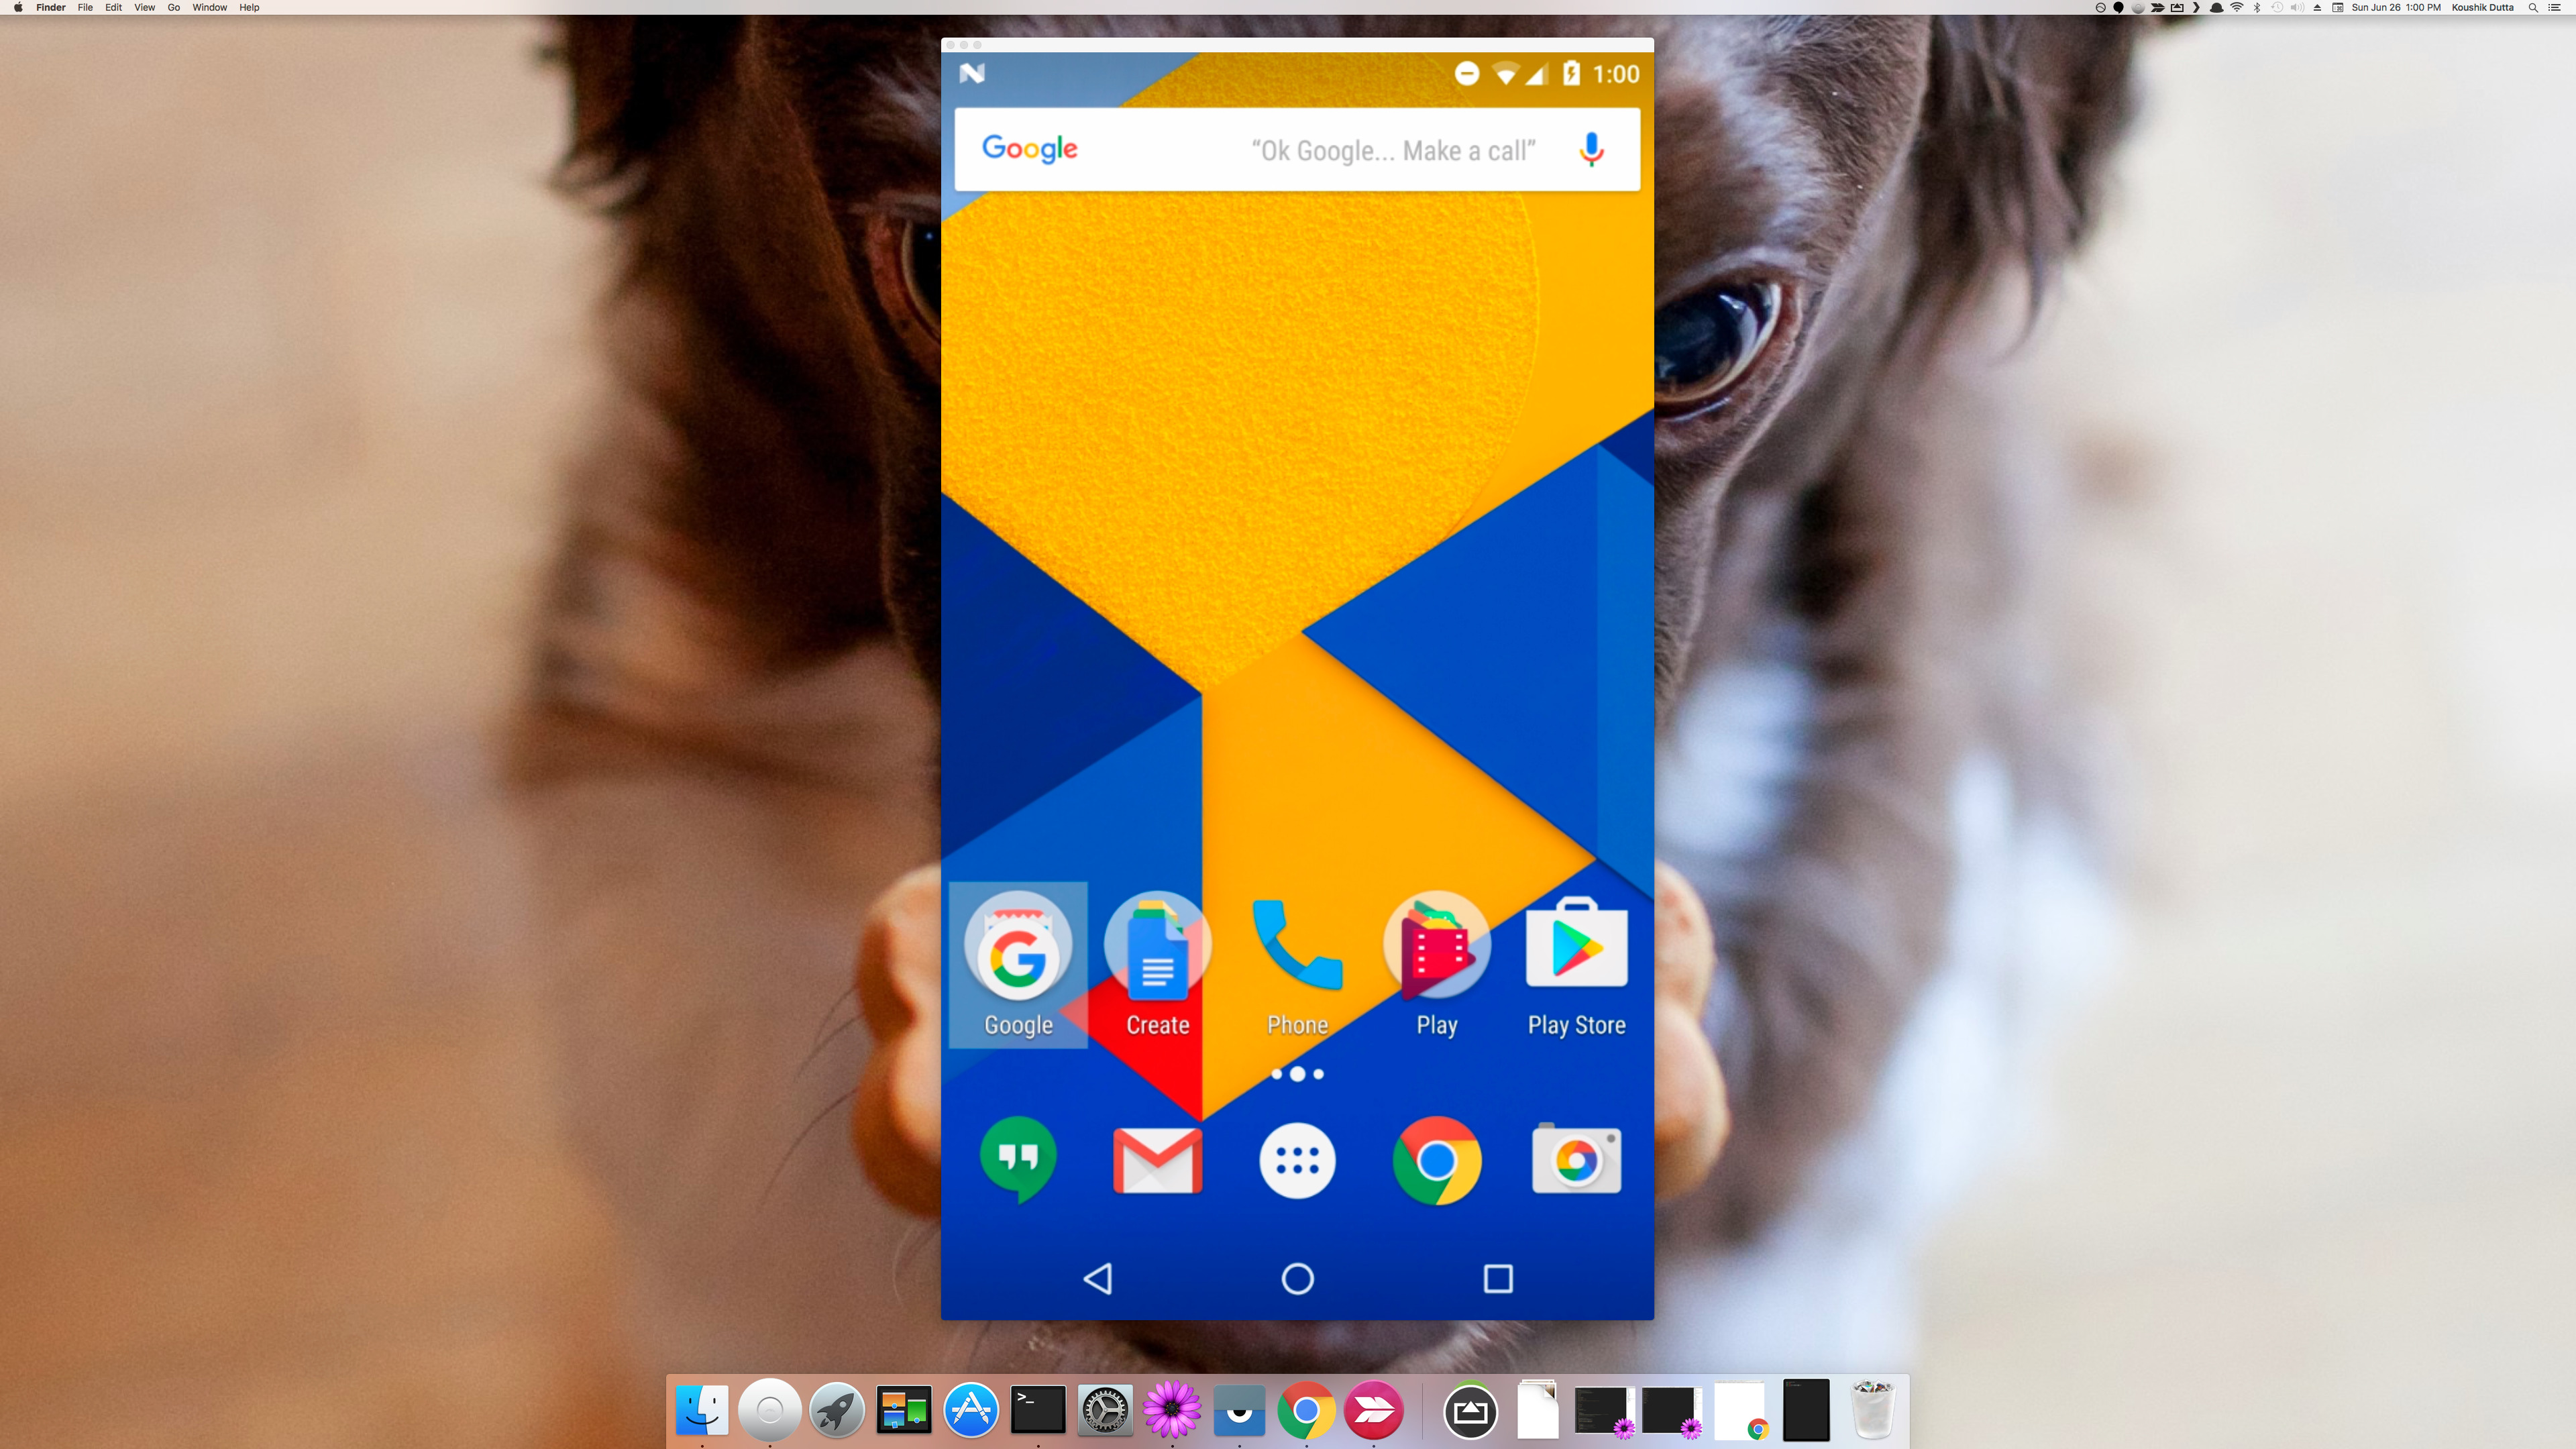 Finder File Edit View Go Window Help
Sun Jun 26 1:00 PM Koushik Dutta
1:00
Google "Ok Google... Make a call"
Google Create Phone Play Play Store
>_